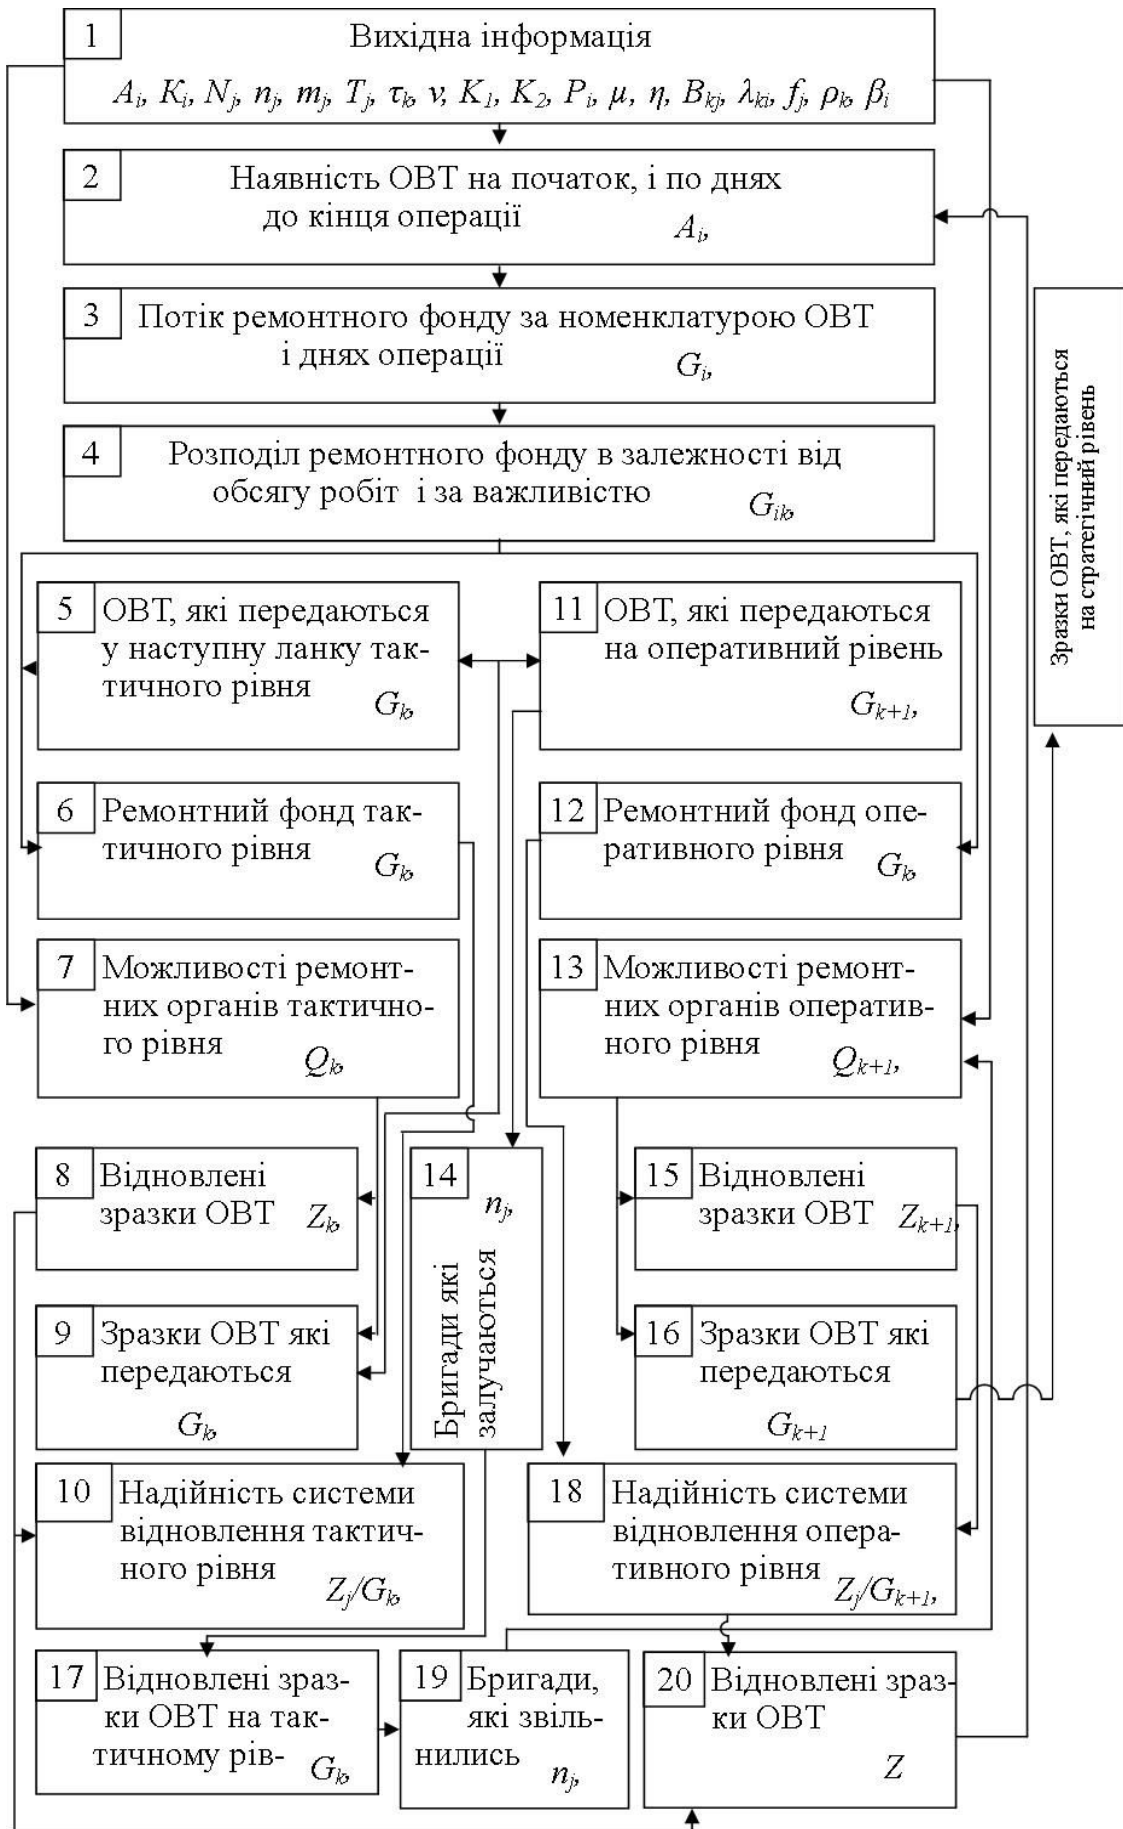 1
Вихідна інформація
Ai, Ki, Nj, nj, mj, Tj, τk, ν, K1, K2, Pi, μ, η, Bkj, λki, fj, ρk, βi
2
Наявність ОВТ на початок, і по днях
до кінця операції Ai,
3
Потік ремонтного фонду за номенклатурою ОВТ
і днях операції Gi,
4
Розподіл ремонтного фонду в залежності від
обсягу робіт і за важливістю Gik,
Зразки ОВТ, які передаються
на стратегічний рівень
5
ОВТ, які передаються
у наступну ланку так-
тичного рівня
Gk,
11
ОВТ, які передаються
на оперативний рівень
Gk+1,
6
Ремонтний фонд так-
тичного рівня
Gk,
12
Ремонтний фонд опе-
ративного рівня
Gk,
7
Можливості ремонт-
них органів тактично-
го рівня
Qk,
13
Можливості ремонт-
них органів оператив-
ного рівня
Qk+1,
8
Відновлені
зразки ОВТ Zk,
14
nj,
Бригади які
залучаються
15
Відновлені
зразки ОВТ Zk+1,
9
Зразки ОВТ які
передаються
Gk,
16
Зразки ОВТ які
передаються
Gk+1
10
Надійність системи
відновлення тактич-
ного рівня
Zj/Gk,
18
Надійність системи
відновлення опера-
тивного рівня
Zj/Gk+1,
17
Відновлені зраз-
ки ОВТ на так-
тичному рів-
Gk,
19
Бригади,
які звіль-
нились
nj,
20
Відновлені зраз-
ки ОВТ
Z